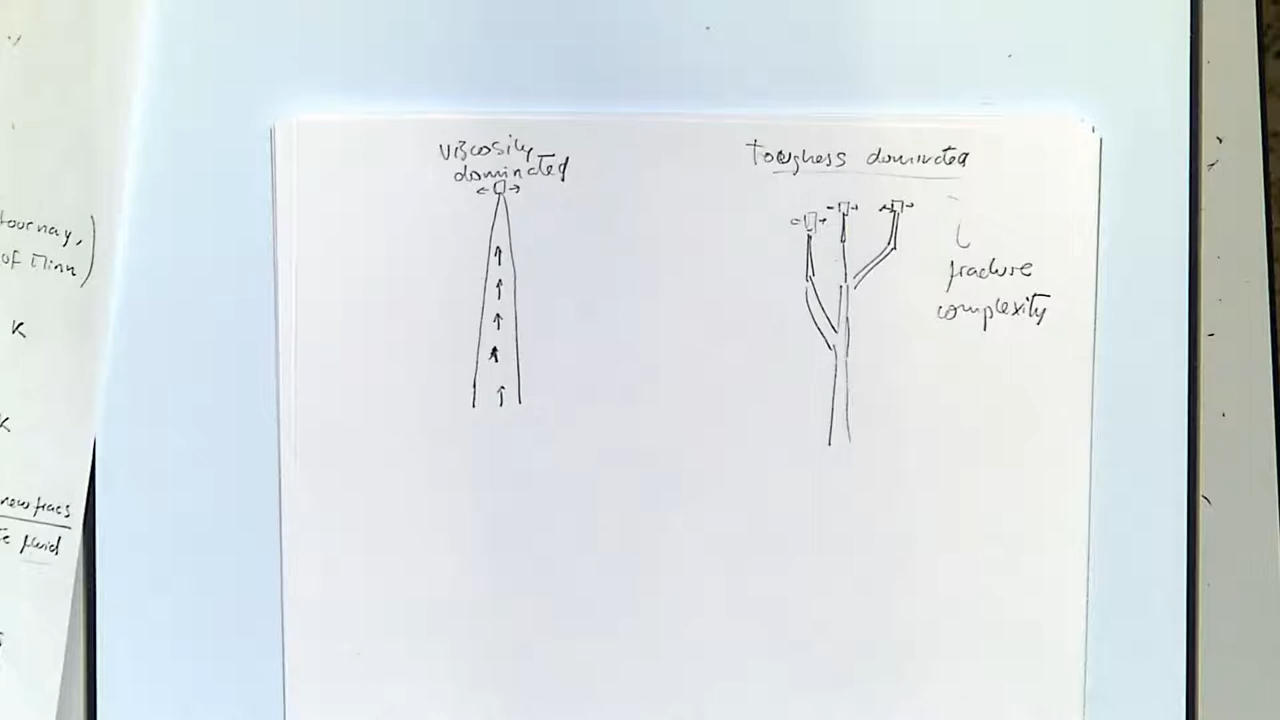 tournay,
of Minn)
K
K
new fracs
fluid
viscosity
dominated
Toughness dominated
fracture
complexity